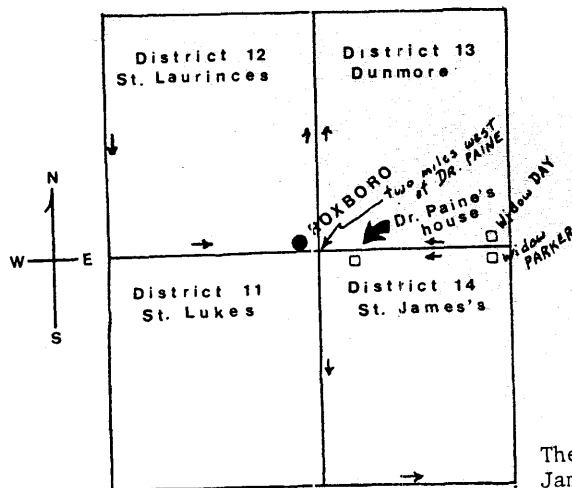 District 12
St. Laurinces
District 13
Dunmore
ROXBORO
two miles west
of DR. PAINE
Dr. Paine's
house
Widow DAY
widow
PARKER
N
W
E
S
District 11
St. Lukes
District 14
St. James's
The
Jan